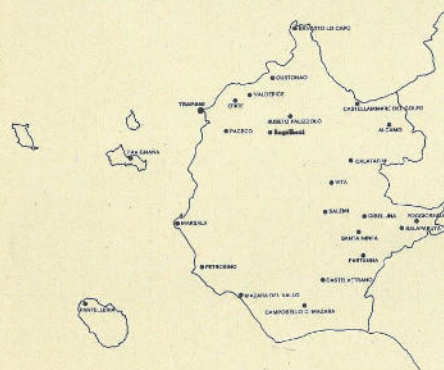 SAN VITO LO CAPO
CUSTONACI
VALDERICE
ERICE
TRAPANI
CASTELLAMMARE DEL GOLFO
BUSETO PALIZZOLO
ALCAMO
PACECO
FAVIGNANA
CALATAFIMI
VITA
SALEMI
GIBELLINA
POGGIOREALE
MARSALA
SALAPARUTA
SANTA NINFA
PARTANNA
PETROSINO
CASTELVETRANO
MAZARA DEL VALLO
PANTELLERIA
CAMPOBELLO DI MAZARA